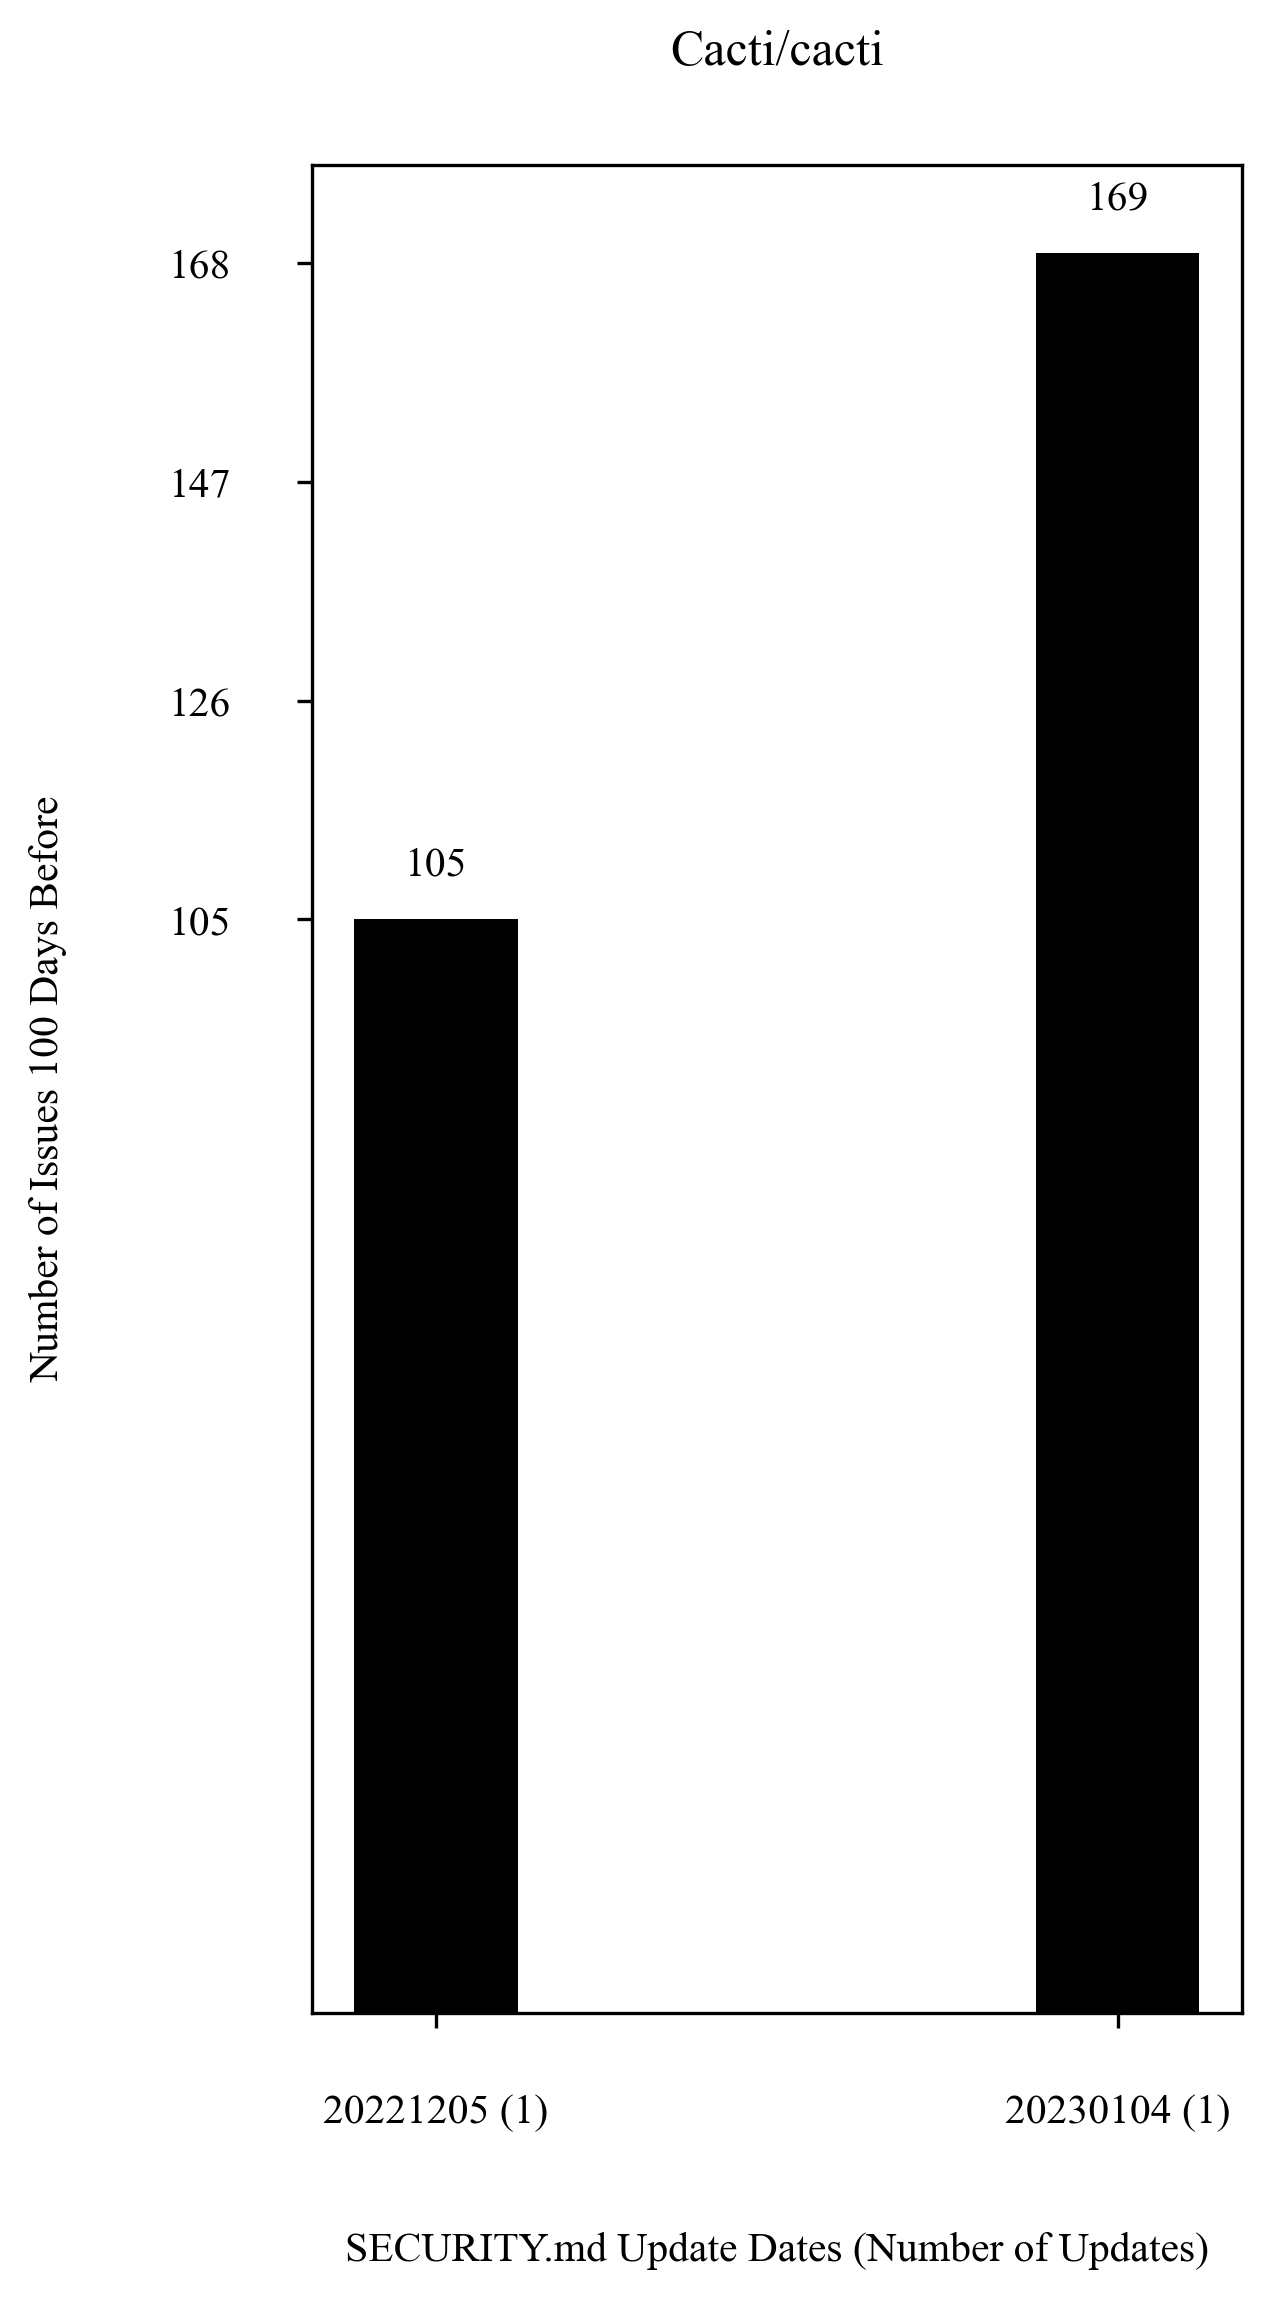 Cacti/cacti
169
168
147
126
105
105
Number of Issues 100 Days Before
20221205 (1)
20230104 (1)
SECURITY.md Update Dates (Number of Updates)